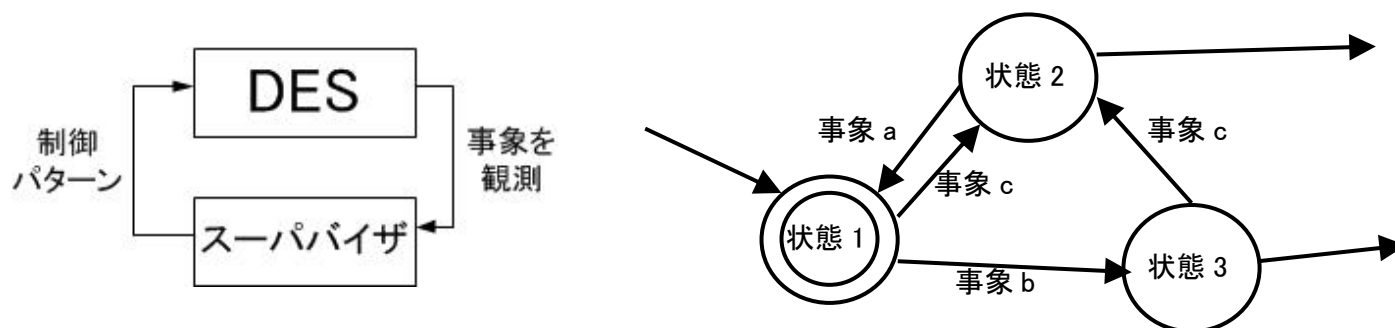 DES
制御
パターン
事象を
観測
スーパバイザ
状態 2
事象 a
事象 c
事象 c
状態 1
状態 3
事象 b